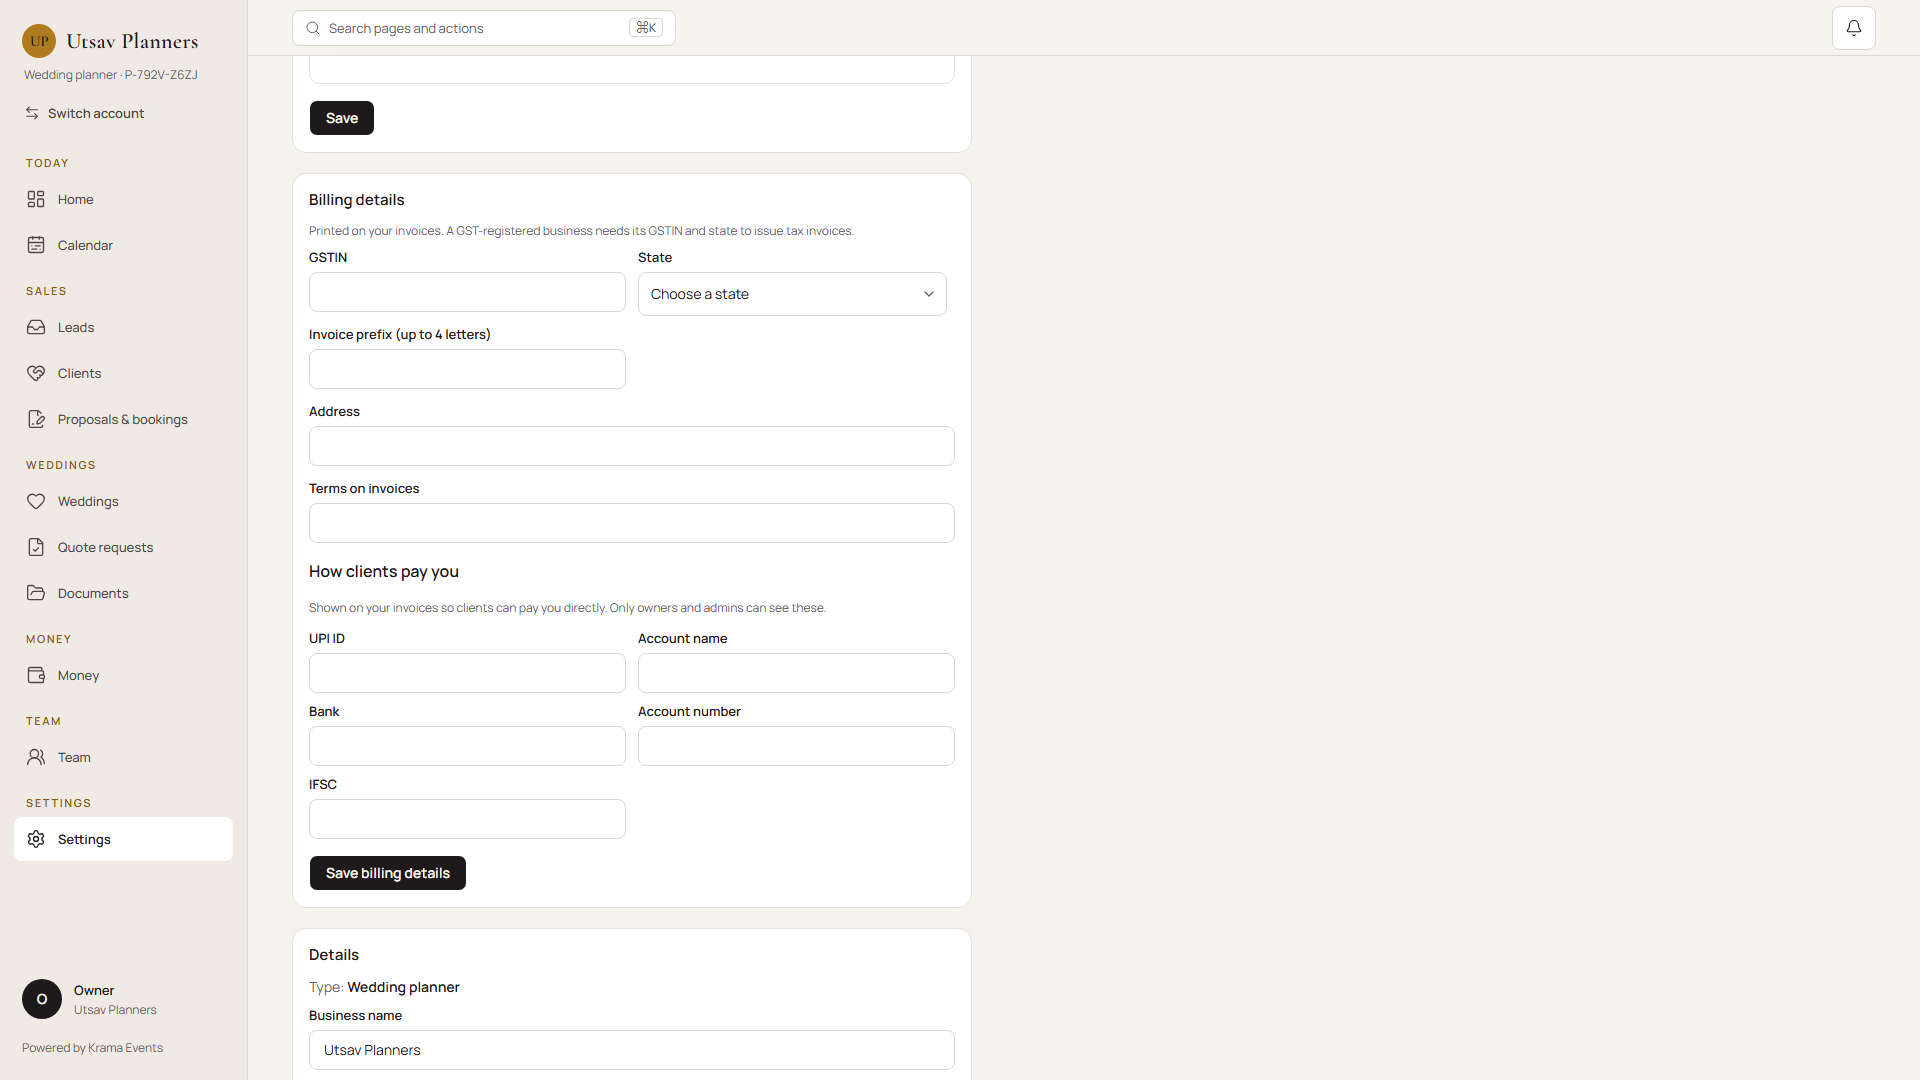 UP
Utsav Planners
Wedding planner · P-792V-Z6ZJ
Switch account
TODAY
Home
Calendar
SALES
Leads
Clients
Proposals & bookings
WEDDINGS
Weddings
Quote requests
Documents
MONEY
Money
TEAM
Team
SETTINGS
Settings
O
Owner
Utsav Planners
Powered by Krama Events
Search pages and actions
⌘K
Save
Billing details
Printed on your invoices. A GST-registered business needs its GSTIN and state to issue tax invoices.
GSTIN
State
Choose a state
Invoice prefix (up to 4 letters)
Address
Terms on invoices
How clients pay you
Shown on your invoices so clients can pay you directly. Only owners and admins can see these.
UPI ID
Account name
Bank
Account number
IFSC
Save billing details
Details
Type: Wedding planner
Business name
Utsav Planners